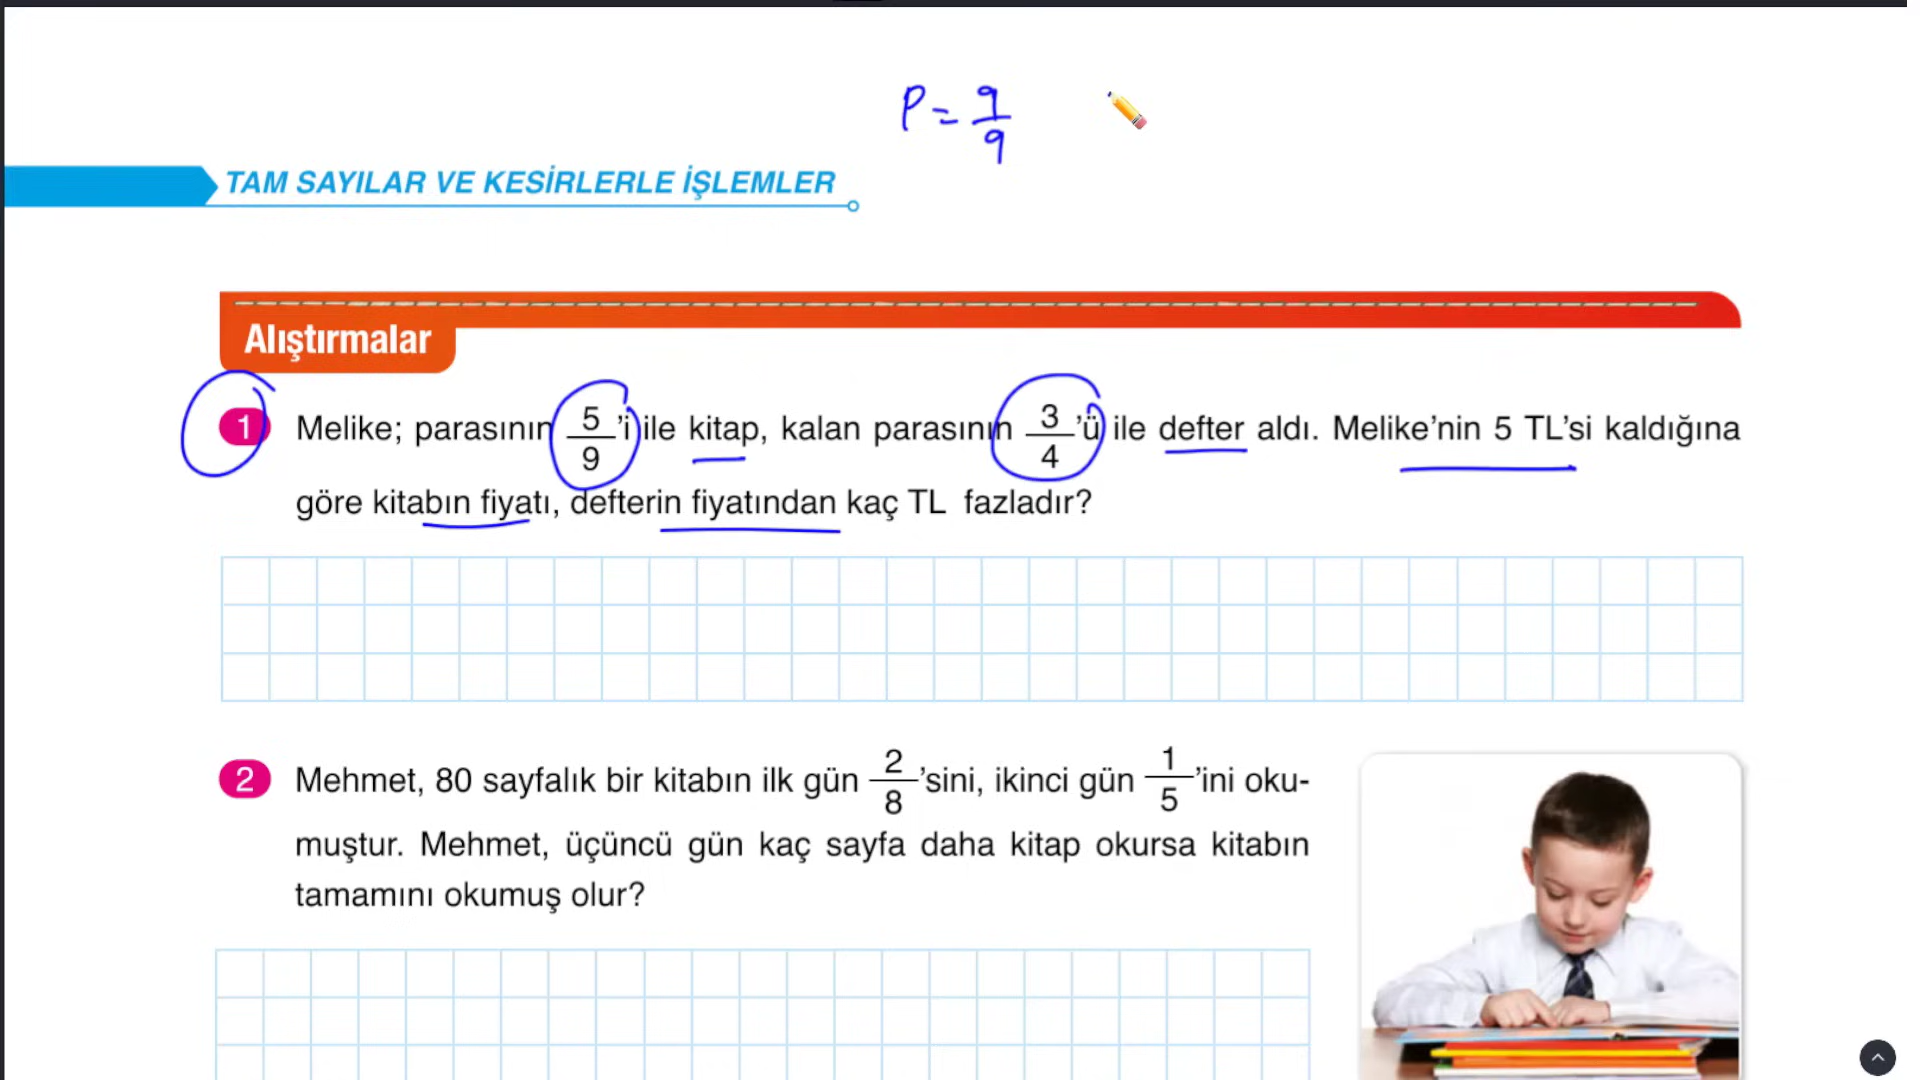 P = 9/9
TAM SAYILAR VE KESİRLERLE İŞLEMLER
Alıştırmalar
1 Melike; parasının 5/9 'i ile kitap, kalan parasının 3/4 'ü ile defter aldı. Melike'nin 5 TL'si kaldığına
göre kitabın fiyatı, defterin fiyatından kaç TL fazladır?
2 Mehmet, 80 sayfalık bir kitabın ilk gün 2/8 'sini, ikinci gün 1/5 'ini oku-
muştur. Mehmet, üçüncü gün kaç sayfa daha kitap okursa kitabın
tamamını okumuş olur?